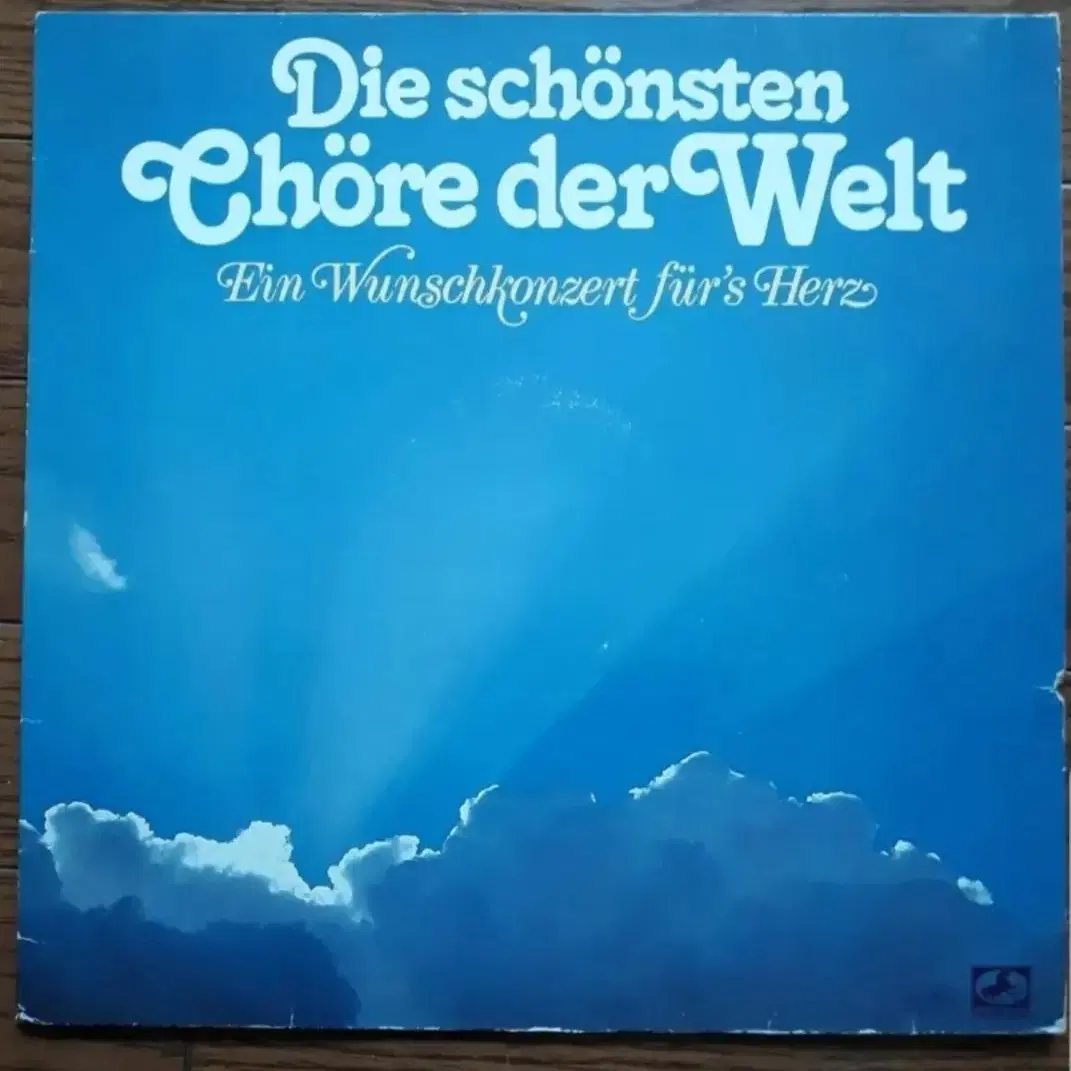 Die schönsten
Chöre der Welt
Ein Wunschkonzert für's Herz